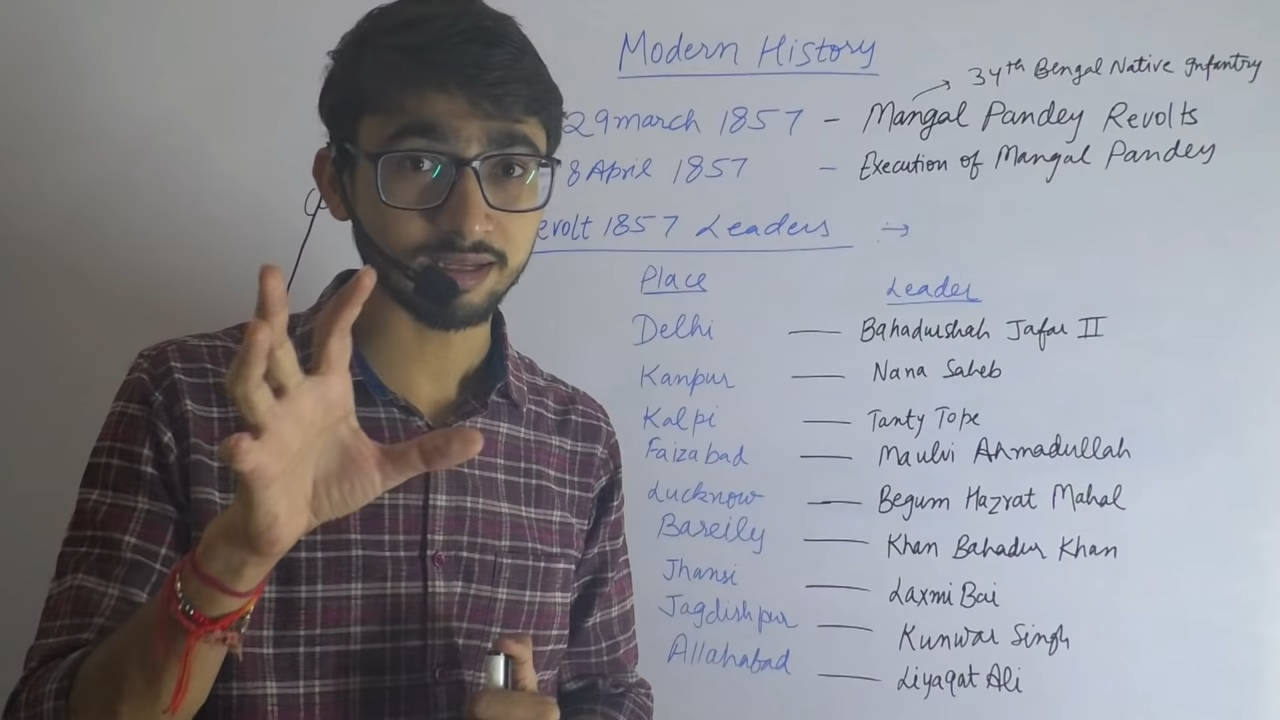 Modern History
34th Bengal Native Infantry
29 march 1857 - Mangal Pandey Revolts
8 April 1857 - Execution of Mangal Pandey
evolt 1857 Leaders →
Place Leader
Delhi — Bahadurshah Jafar II
Kanpur — Nana Saheb
Kalpi — Tanty Tope
Faizabad — Maulvi Ahmadullah
Lucknow — Begum Hazrat Mahal
Bareily — Khan Bahadur Khan
Jhansi — Laxmi Bai
Jagdishpur — Kunwar Singh
Allahabad — Liyaqat Ali